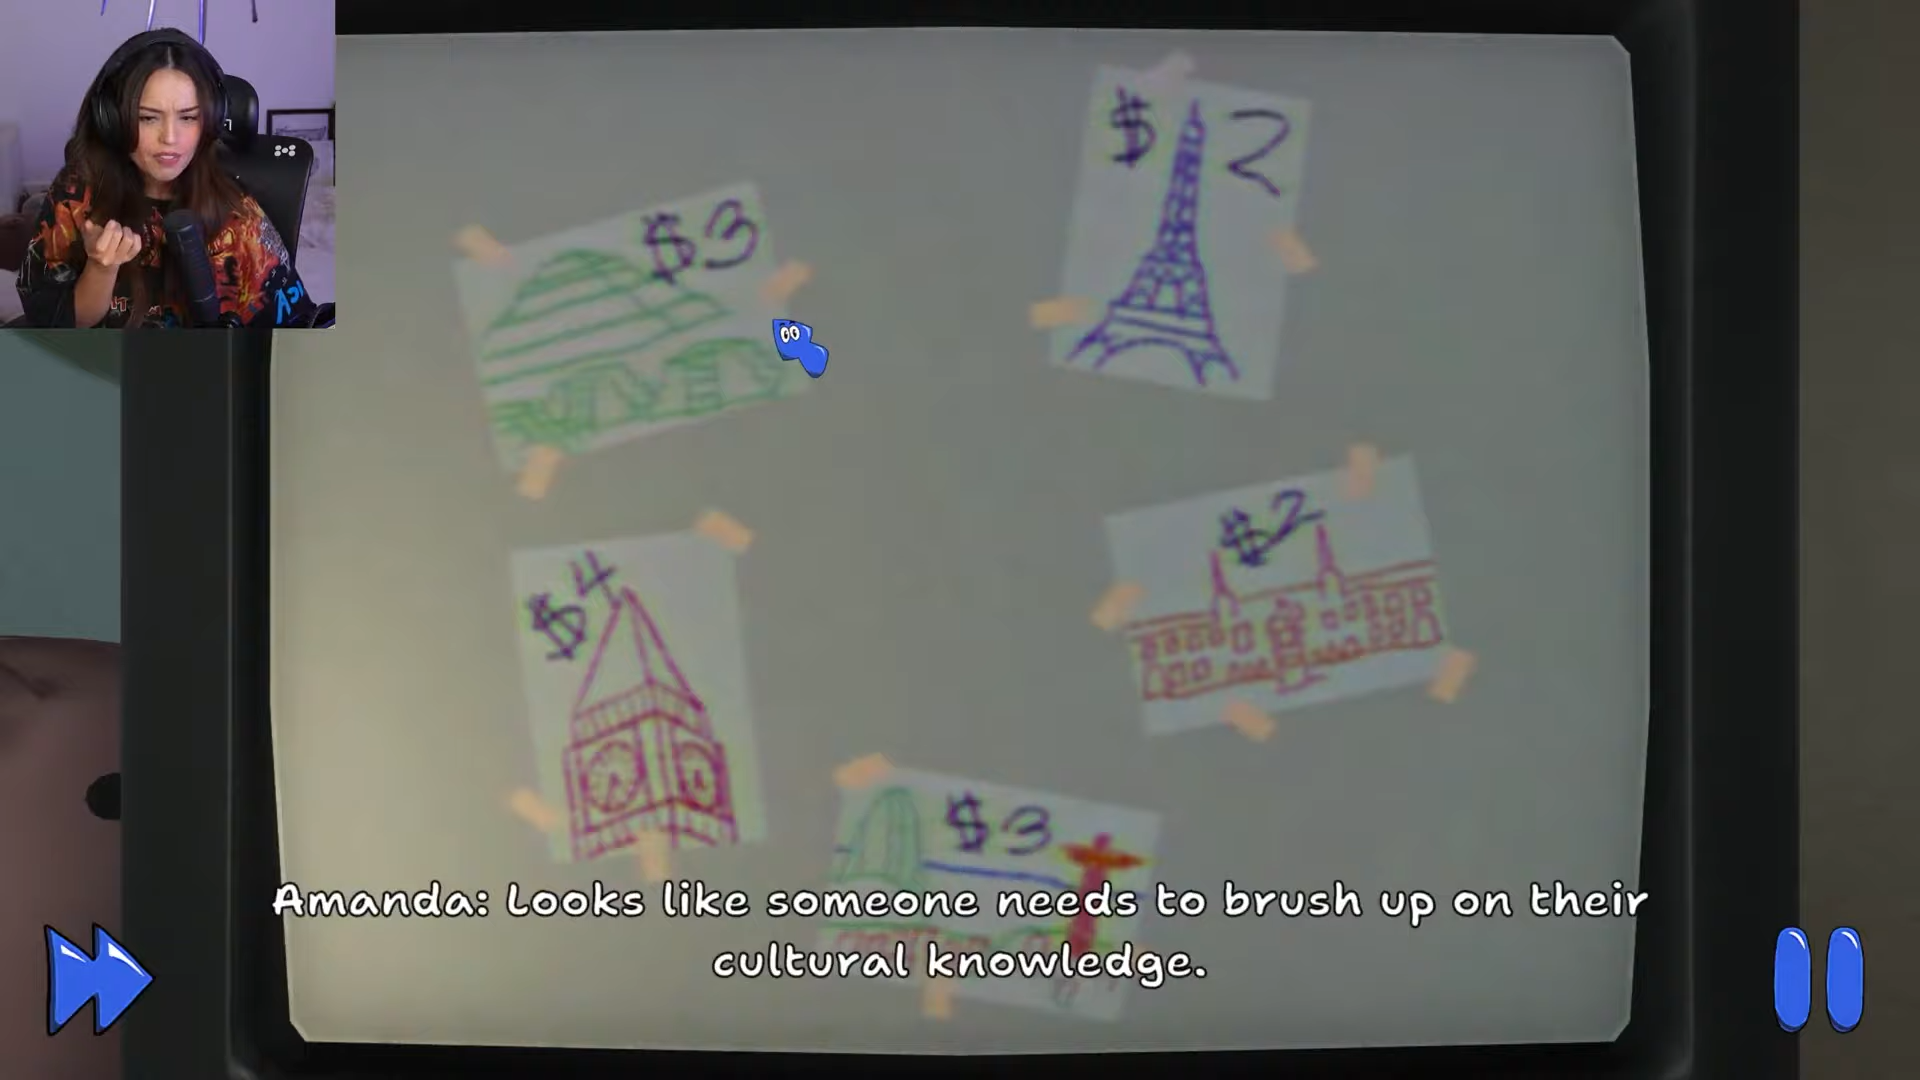 $ 2
$3
$2
$4
$3
Amanda: Looks like someone needs to brush up on their
cultural knowledge.